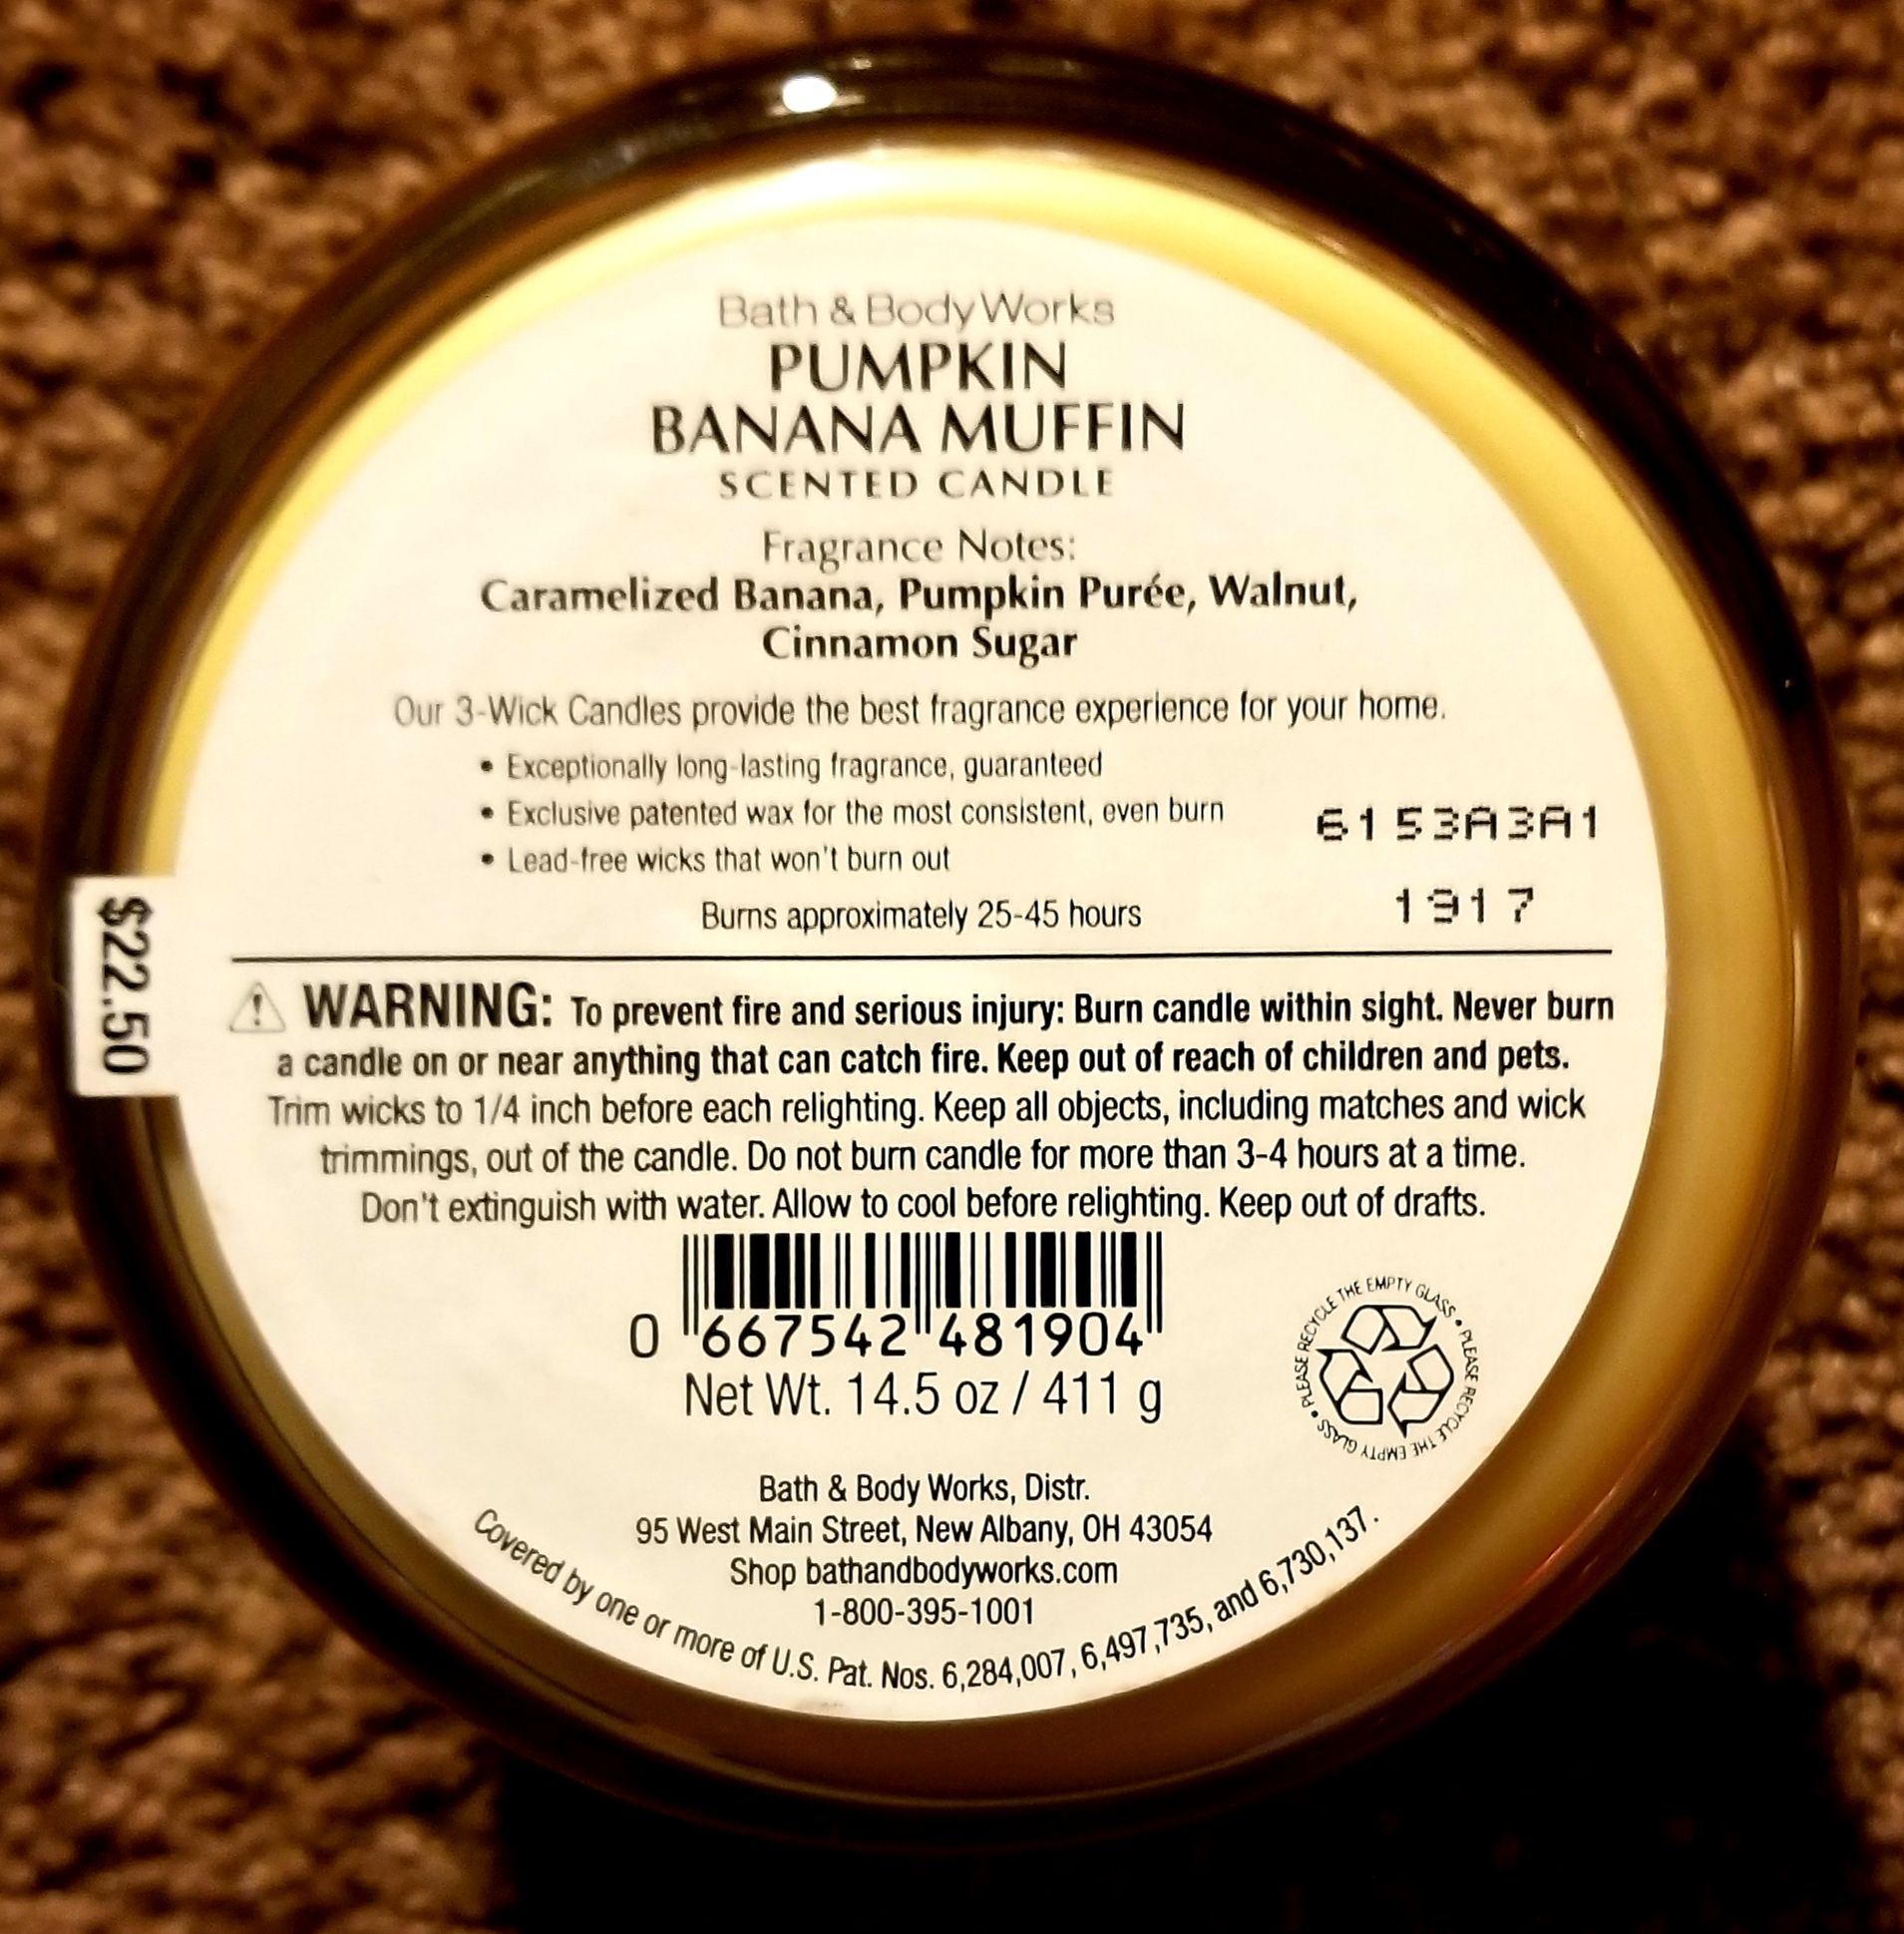 Bath & Body Works
PUMPKIN
BANANA MUFFIN
SCENTED CANDLE
Fragrance Notes:
Caramelized Banana, Pumpkin Purée, Walnut,
Cinnamon Sugar
Our 3-Wick Candles provide the best fragrance experience for your home.
• Exceptionally long-lasting fragrance, guaranteed
• Exclusive patented wax for the most consistent, even burn
• Lead-free wicks that won't burn out
6153A3A1
1917
Burns approximately 25-45 hours
$22.50
⚠ WARNING: To prevent fire and serious injury: Burn candle within sight. Never burn
a candle on or near anything that can catch fire. Keep out of reach of children and pets.
Trim wicks to 1/4 inch before each relighting. Keep all objects, including matches and wick
trimmings, out of the candle. Do not burn candle for more than 3-4 hours at a time.
Don't extinguish with water. Allow to cool before relighting. Keep out of drafts.
0 667542 481904
Net Wt. 14.5 oz / 411 g
PLEASE RECYCLE THE EMPTY GLASS • PLEASE RECYCLE THE EMPTY GLASS •
Bath & Body Works, Distr.
95 West Main Street, New Albany, OH 43054
Shop bathandbodyworks.com
1-800-395-1001
Covered by one or more of U.S. Pat. Nos. 6,284,007, 6,497,735, and 6,730,137.